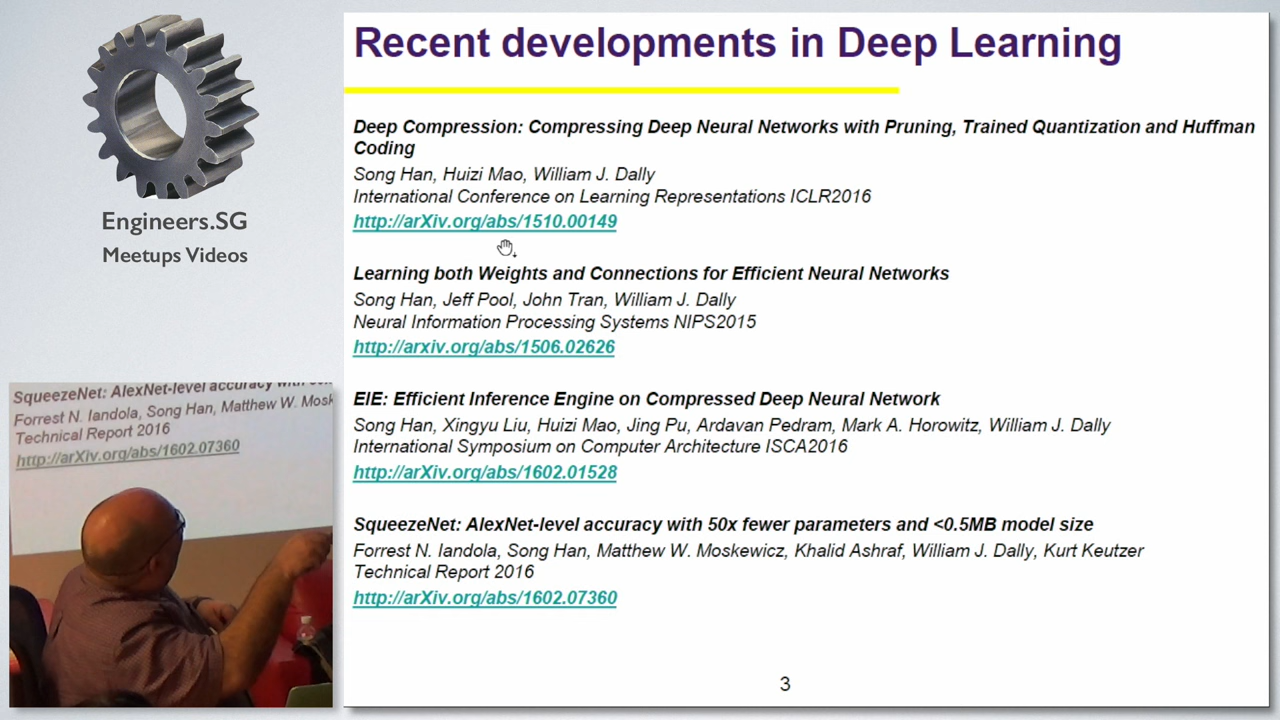 Engineers.SG
Meetups Videos
Recent developments in Deep Learning
Deep Compression: Compressing Deep Neural Networks with Pruning, Trained Quantization and Huffman
Coding
Song Han, Huizi Mao, William J. Dally
International Conference on Learning Representations ICLR2016
http://arXiv.org/abs/1510.00149
Learning both Weights and Connections for Efficient Neural Networks
Song Han, Jeff Pool, John Tran, William J. Dally
Neural Information Processing Systems NIPS2015
http://arxiv.org/abs/1506.02626
EIE: Efficient Inference Engine on Compressed Deep Neural Network
Song Han, Xingyu Liu, Huizi Mao, Jing Pu, Ardavan Pedram, Mark A. Horowitz, William J. Dally
International Symposium on Computer Architecture ISCA2016
http://arXiv.org/abs/1602.01528
SqueezeNet: AlexNet-level accuracy with 50x fewer parameters and <0.5MB model size
Forrest N. Iandola, Song Han, Matthew W. Moskewicz, Khalid Ashraf, William J. Dally, Kurt Keutzer
Technical Report 2016
http://arXiv.org/abs/1602.07360
3
SqueezeNet: AlexNet-level accuracy with
Forrest N. Iandola, Song Han, Matthew W. Mosk
Technical Report 2016
http://arXiv.org/abs/1602.07360